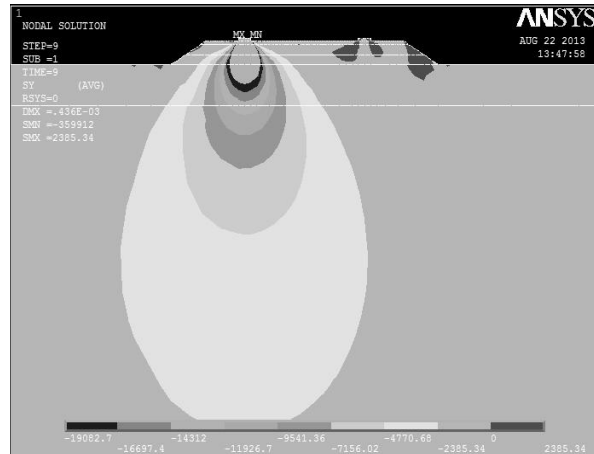 1
NODAL SOLUTION
STEP=9
SUB =1
TIME=9
SY (AVG)
RSYS=0
DMX =.436E-03
SMN =-359912
SMX =2385.34
MX MN
ANSYS
AUG 22 2013
13:47:58
-19082.7 -14312 -9541.36 -4770.68 0
-16697.4 -11926.7 -7156.02 -2385.34 2385.34